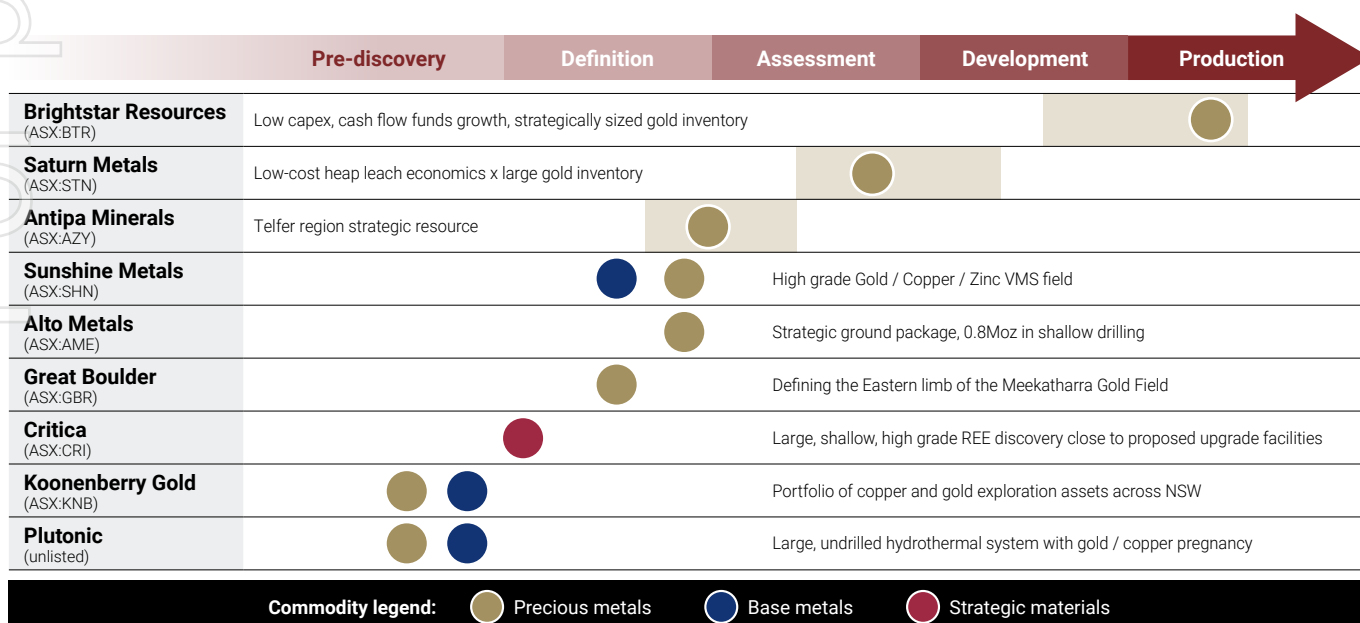 Pre-discovery Definition Assessment Development Production
Brightstar Resources
(ASX:BTR)
Low capex, cash flow funds growth, strategically sized gold inventory
Saturn Metals
(ASX:STN)
Low-cost heap leach economics x large gold inventory
Antipa Minerals
(ASX:AZY)
Telfer region strategic resource
Sunshine Metals
(ASX:SHN)
High grade Gold / Copper / Zinc VMS field
Alto Metals
(ASX:AME)
Strategic ground package, 0.8Moz in shallow drilling
Great Boulder
(ASX:GBR)
Defining the Eastern limb of the Meekatharra Gold Field
Critica
(ASX:CRI)
Large, shallow, high grade REE discovery close to proposed upgrade facilities
Koonenberry Gold
(ASX:KNB)
Portfolio of copper and gold exploration assets across NSW
Plutonic
(unlisted)
Large, undrilled hydrothermal system with gold / copper pregnancy
Commodity legend: Precious metals Base metals Strategic materials